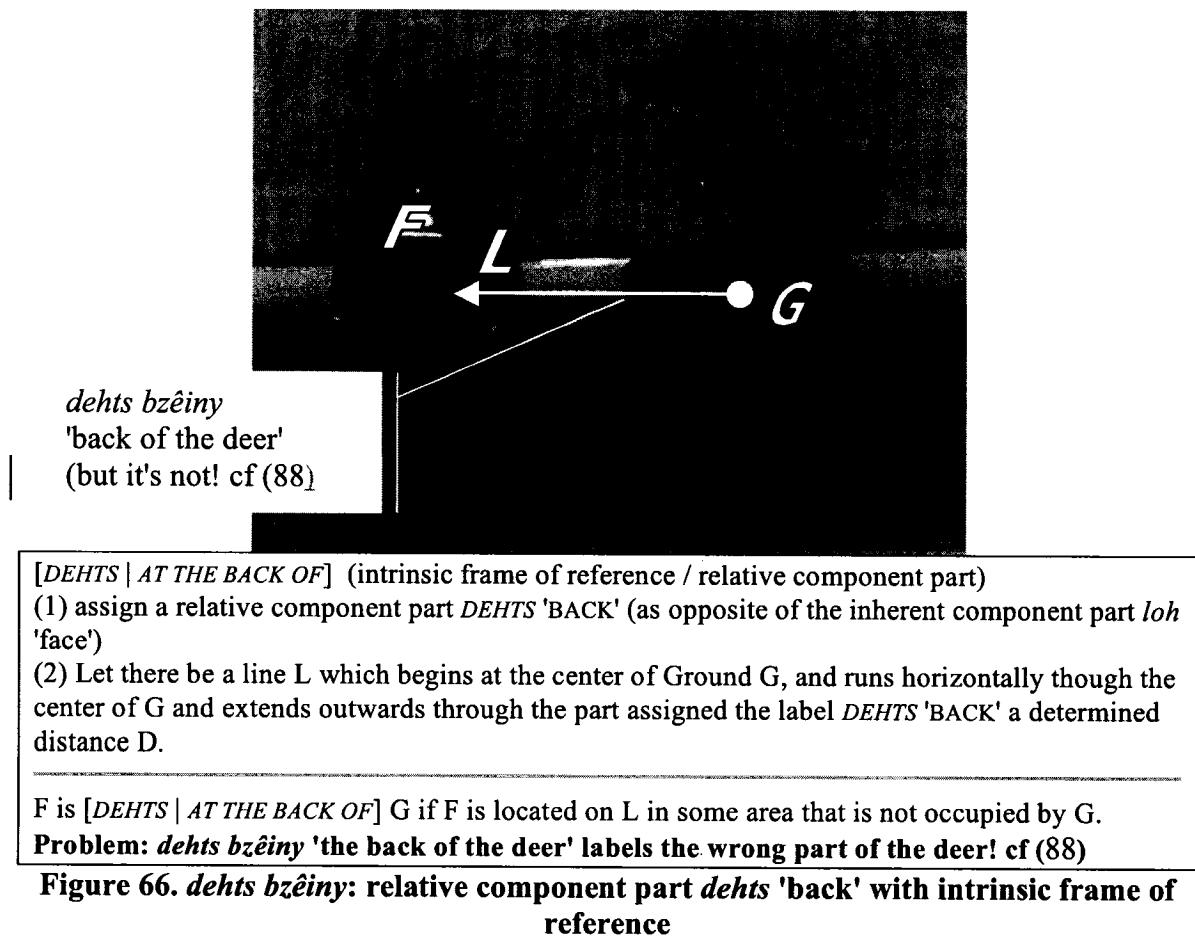 F
L
G
dehts bzêiny
'back of the deer'
(but it's not! cf (88)
[DEHTS | AT THE BACK OF] (intrinsic frame of reference / relative component part)
(1) assign a relative component part DEHTS 'BACK' (as opposite of the inherent component part loh
'face')
(2) Let there be a line L which begins at the center of Ground G, and runs horizontally though the
center of G and extends outwards through the part assigned the label DEHTS 'BACK' a determined
distance D.
F is [DEHTS | AT THE BACK OF] G if F is located on L in some area that is not occupied by G.
Problem: dehts bzêiny 'the back of the deer' labels the wrong part of the deer! cf (88)
Figure 66. dehts bzêiny: relative component part dehts 'back' with intrinsic frame of
reference